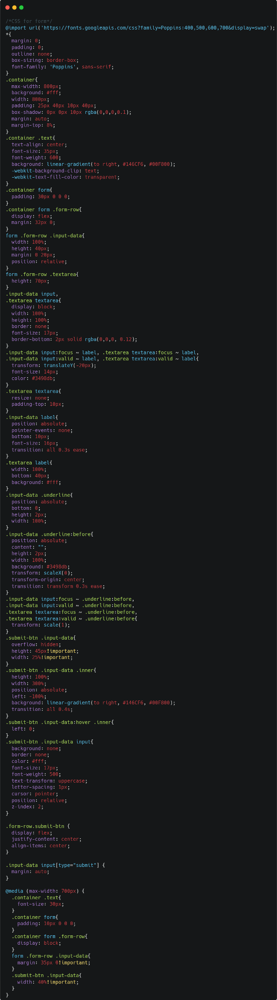 /*CSS for form*/
@import url('https://fonts.googleapis.com/css?family=Poppins:400,500,600,700&display=swap');
*{
  margin: 0;
  padding: 0;
  outline: none;
  box-sizing: border-box;
  font-family: 'Poppins', sans-serif;
}
.container{
  max-width: 800px;
  background: #fff;
  width: 800px;
  padding: 25px 40px 10px 40px;
  box-shadow: 0px 0px 10px rgba(0,0,0,0.1);
  margin: auto;
  margin-top: 8%;
}
.container .text{
  text-align: center;
  font-size: 35px;
  font-weight: 600;
  background: linear-gradient(to right, #146CF6, #00F800);
  -webkit-background-clip: text;
  -webkit-text-fill-color: transparent;
}
.container form{
  padding: 30px 0 0 0;
}
.container form .form-row{
  display: flex;
  margin: 32px 0;
}
form .form-row .input-data{
  width: 100%;
  height: 40px;
  margin: 0 20px;
  position: relative;
}
form .form-row .textarea{
  height: 70px;
}
.input-data input,
.textarea textarea{
  display: block;
  width: 100%;
  height: 100%;
  border: none;
  font-size: 17px;
  border-bottom: 2px solid rgba(0,0,0, 0.12);
}
.input-data input:focus ~ label, .textarea textarea:focus ~ label,
.input-data input:valid ~ label, .textarea textarea:valid ~ label{
  transform: translateY(-20px);
  font-size: 14px;
  color: #3498db;
}
.textarea textarea{
  resize: none;
  padding-top: 10px;
}
.input-data label{
  position: absolute;
  pointer-events: none;
  bottom: 10px;
  font-size: 16px;
  transition: all 0.3s ease;
}
.textarea label{
  width: 100%;
  bottom: 40px;
  background: #fff;
}
.input-data .underline{
  position: absolute;
  bottom: 0;
  height: 2px;
  width: 100%;
}
.input-data .underline:before{
  position: absolute;
  content: "";
  height: 2px;
  width: 100%;
  background: #3498db;
  transform: scaleX(0);
  transform-origin: center;
  transition: transform 0.3s ease;
}
.input-data input:focus ~ .underline:before,
.input-data input:valid ~ .underline:before,
.textarea textarea:focus ~ .underline:before,
.textarea textarea:valid ~ .underline:before{
  transform: scale(1);
}
.submit-btn .input-data{
  overflow: hidden;
  height: 45px!important;
  width: 25%!important;
}
.submit-btn .input-data .inner{
  height: 100%;
  width: 300%;
  position: absolute;
  left: -100%;
  background: linear-gradient(to right, #146CF6, #00F800);
  transition: all 0.4s;
}
.submit-btn .input-data:hover .inner{
  left: 0;
}
.submit-btn .input-data input{
  background: none;
  border: none;
  color: #fff;
  font-size: 17px;
  font-weight: 500;
  text-transform: uppercase;
  letter-spacing: 1px;
  cursor: pointer;
  position: relative;
  z-index: 2;
}

.form-row.submit-btn {
  display: flex;
  justify-content: center;
  align-items: center;
}

.input-data input[type="submit"] {
  margin: auto;
}

@media (max-width: 700px) {
  .container .text{
    font-size: 30px;
  }
  .container form{
    padding: 10px 0 0 0;
  }
  .container form .form-row{
    display: block;
  }
  form .form-row .input-data{
    margin: 35px 0!important;
  }
  .submit-btn .input-data{
    width: 40%!important;
  }
}